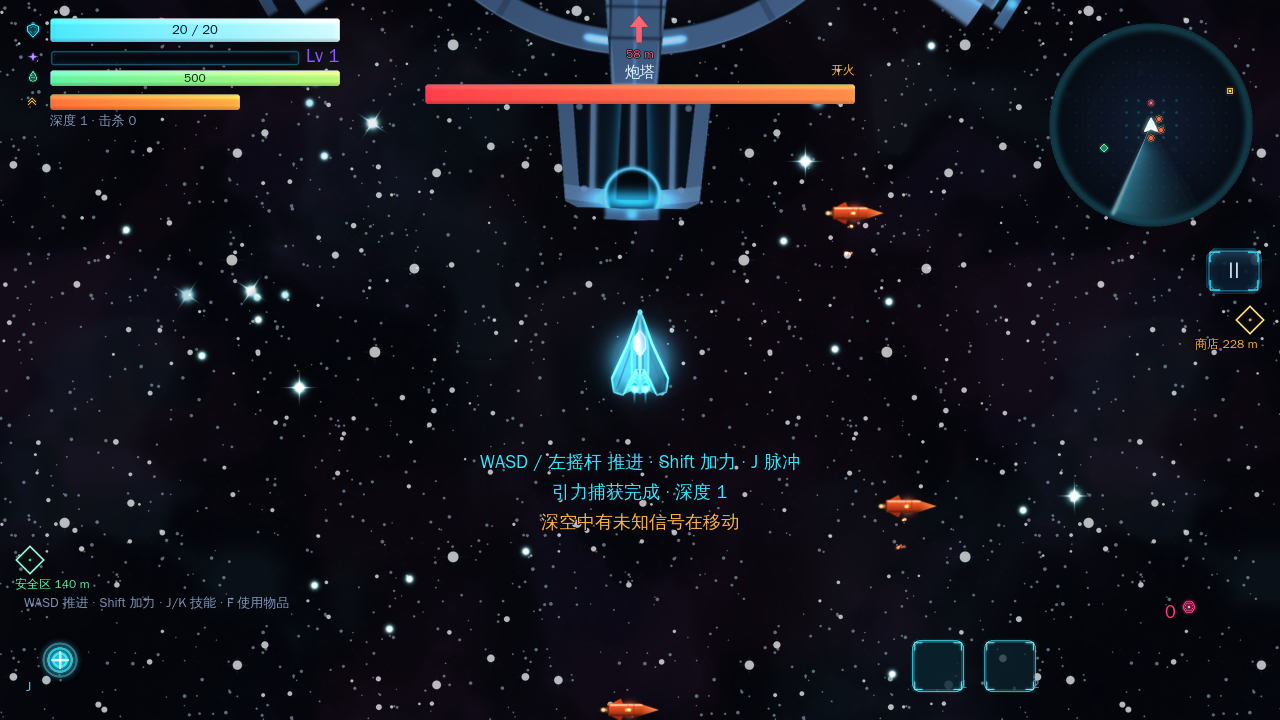 20 / 20
Lv 1
500
深度 1 · 击杀 0
58 m
炮塔
开火
商店 228 m
WASD / 左摇杆 推进 · Shift 加力 · J 脉冲
引力捕获完成 · 深度 1
深空中有未知信号在移动
安全区 140 m
WASD 推进 · Shift 加力 · J/K 技能 · F 使用物品
0
J